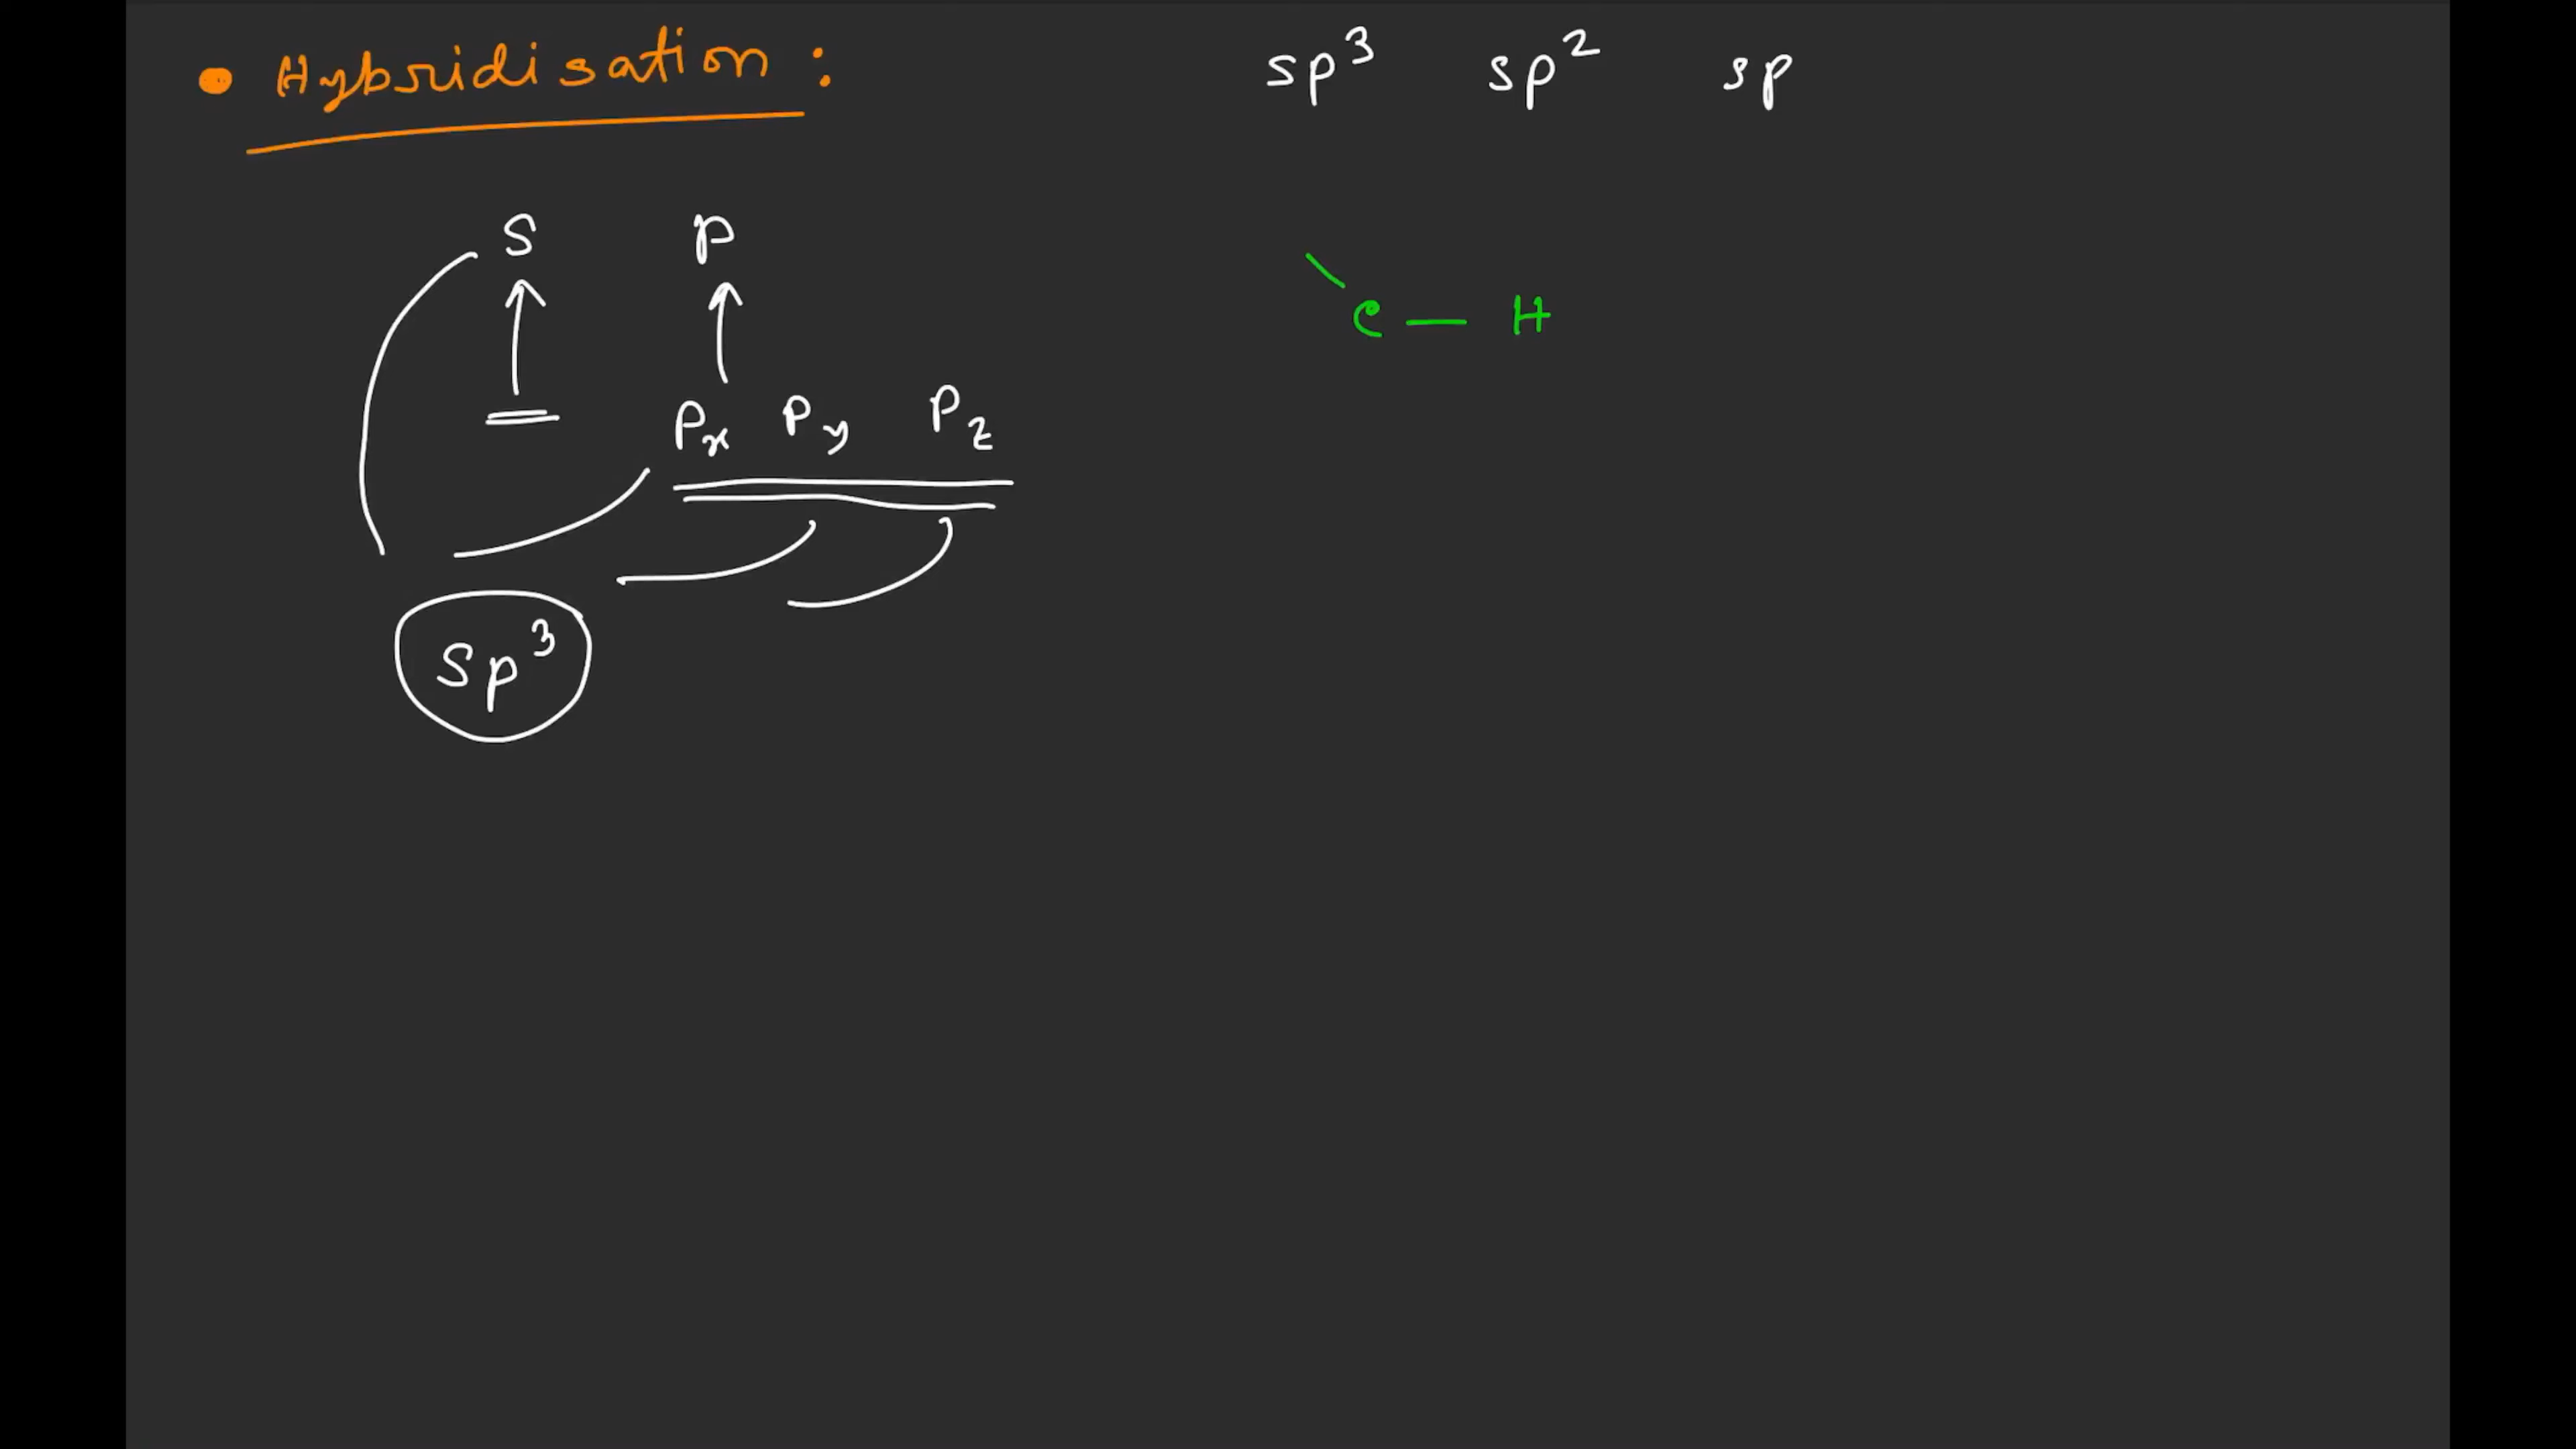 • Hybridisation : sp³ sp² sp
s p
C — H
Px Py Pz
sp³